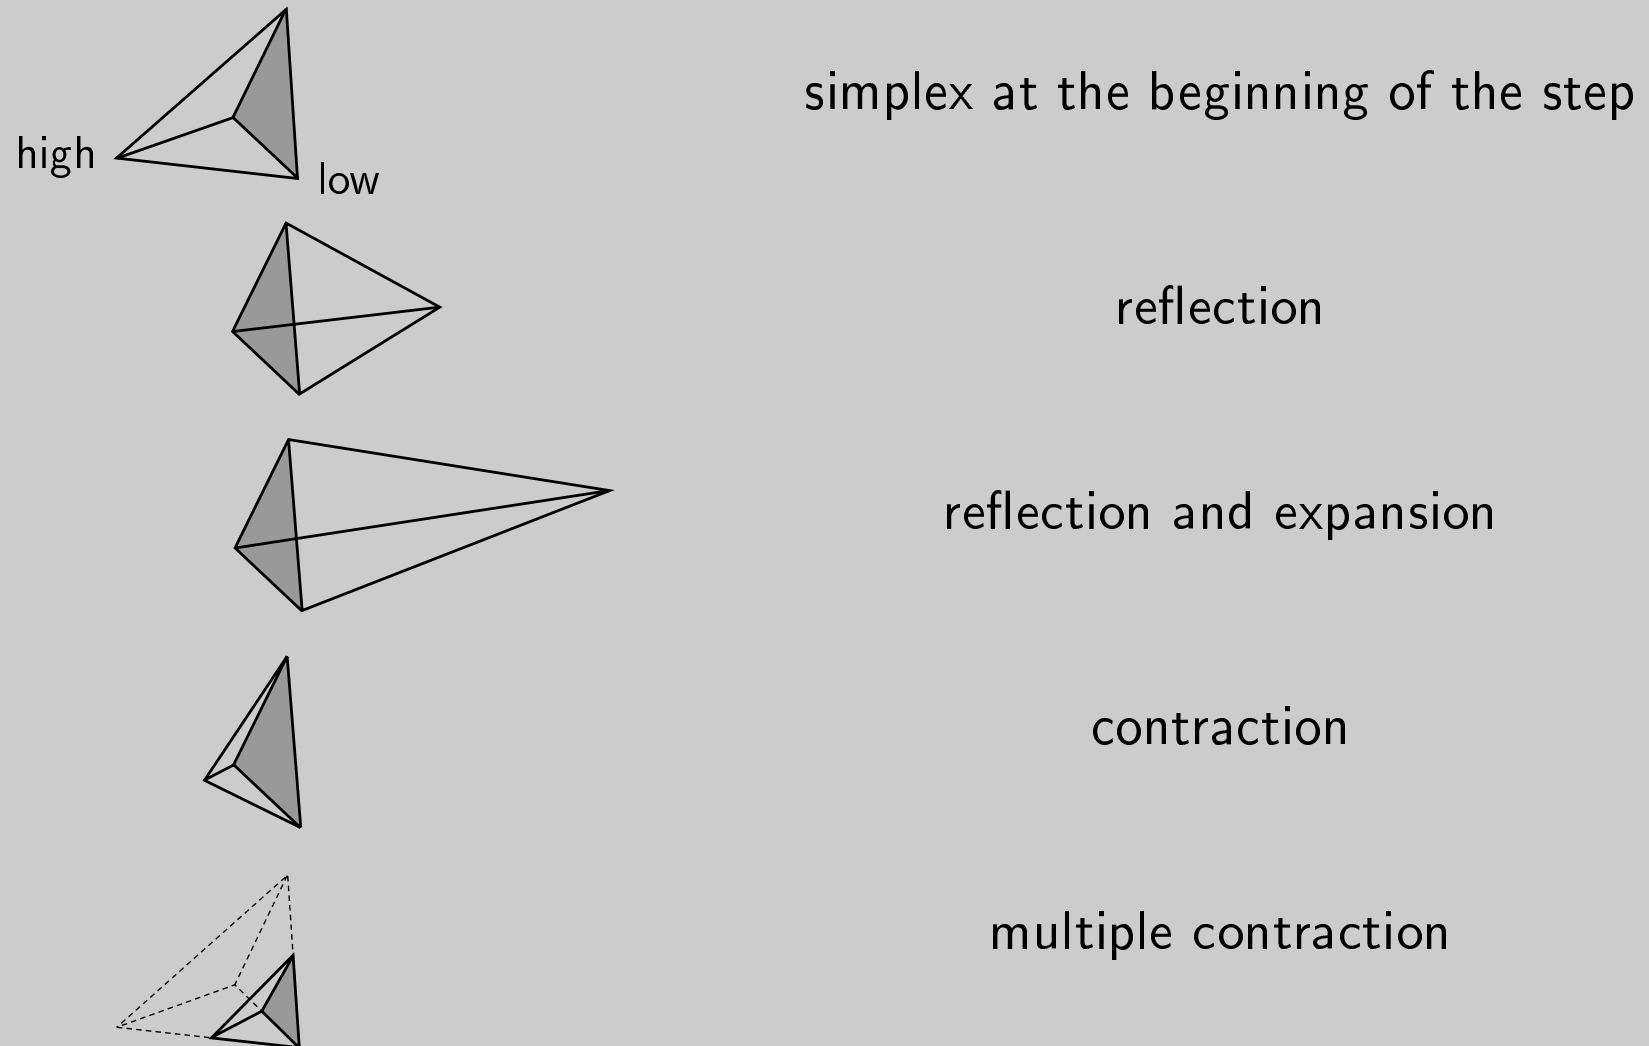 simplex at the beginning of the step
high
low
reflection
reflection and expansion
contraction
multiple contraction